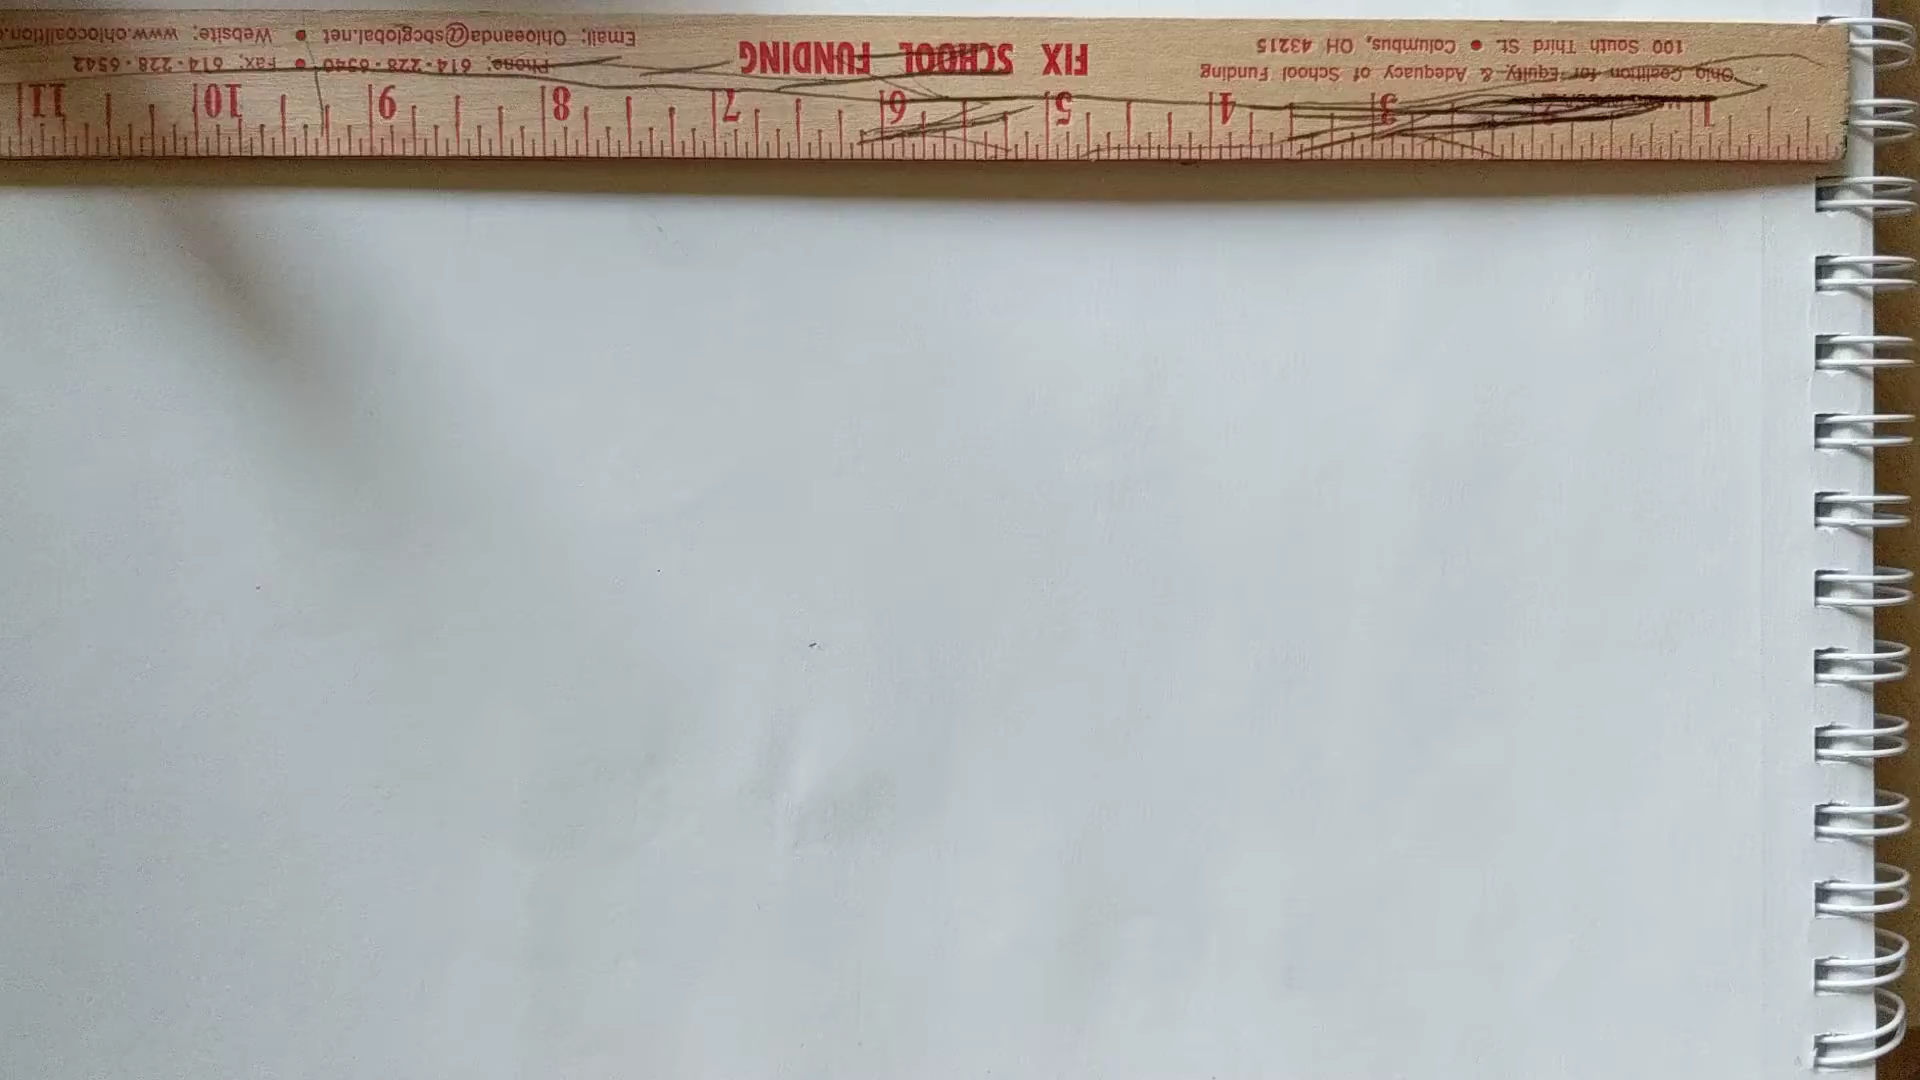 Ohio Coalition for Equity & Adequacy of School Funding
100 South Third St. • Columbus, OH 43215
FIX SCHOOL FUNDING
Phone: 614-228-6540 • Fax: 614-228-6542
Email: Ohioeanda@sbcglobal.net • Website: www.ohiocoalition.o
1 2 3 4 5 6 7 8 9 10 11